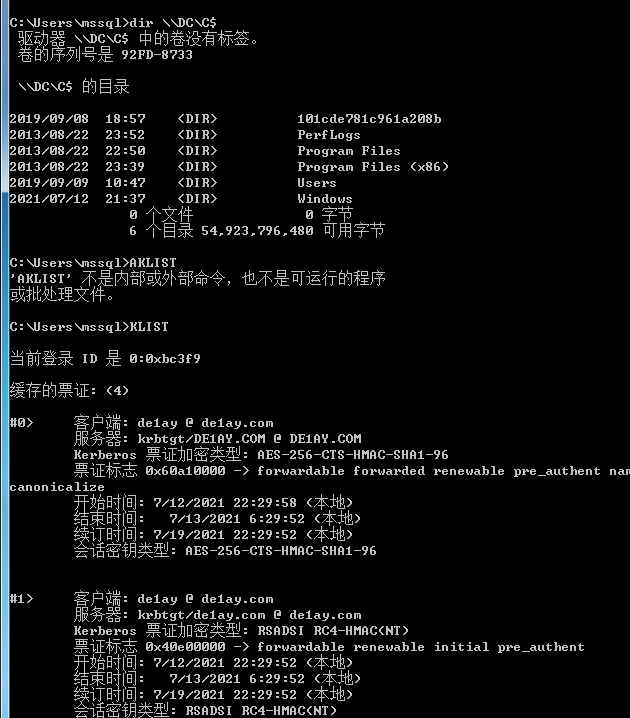 C:\Users\mssql>dir \\DC\C$
驱动器 \\DC\C$ 中的卷没有标签。
卷的序列号是 92FD-8733
\\DC\C$ 的目录
2019/09/08  18:57    <DIR>          101cde781c961a208b
2013/08/22  23:52    <DIR>          PerfLogs
2013/08/22  22:50    <DIR>          Program Files
2013/08/22  23:39    <DIR>          Program Files (x86)
2019/09/09  10:47    <DIR>          Users
2021/07/12  21:37    <DIR>          Windows
0 个文件              0 字节
6 个目录 54,923,796,480 可用字节
C:\Users\mssql>AKLIST
'AKLIST' 不是内部或外部命令，也不是可运行的程序
或批处理文件。
C:\Users\mssql>KLIST
当前登录 ID 是 0:0xbc3f9
缓存的票证: (4)
#0>     客户端: de1ay @ de1ay.com
服务器: krbtgt/DE1AY.COM @ DE1AY.COM
Kerberos 票证加密类型: AES-256-CTS-HMAC-SHA1-96
票证标志 0x60a10000 -> forwardable forwarded renewable pre_authent nam
canonicalize
开始时间: 7/12/2021 22:29:58 (本地)
结束时间:   7/13/2021 6:29:52 (本地)
续订时间: 7/19/2021 22:29:52 (本地)
会话密钥类型: AES-256-CTS-HMAC-SHA1-96
#1>     客户端: de1ay @ de1ay.com
服务器: krbtgt/de1ay.com @ de1ay.com
Kerberos 票证加密类型: RSADSI RC4-HMAC(NT)
票证标志 0x40e00000 -> forwardable renewable initial pre_authent
开始时间: 7/12/2021 22:29:52 (本地)
结束时间:   7/13/2021 6:29:52 (本地)
续订时间: 7/19/2021 22:29:52 (本地)
会话密钥类型: RSADSI RC4-HMAC(NT)